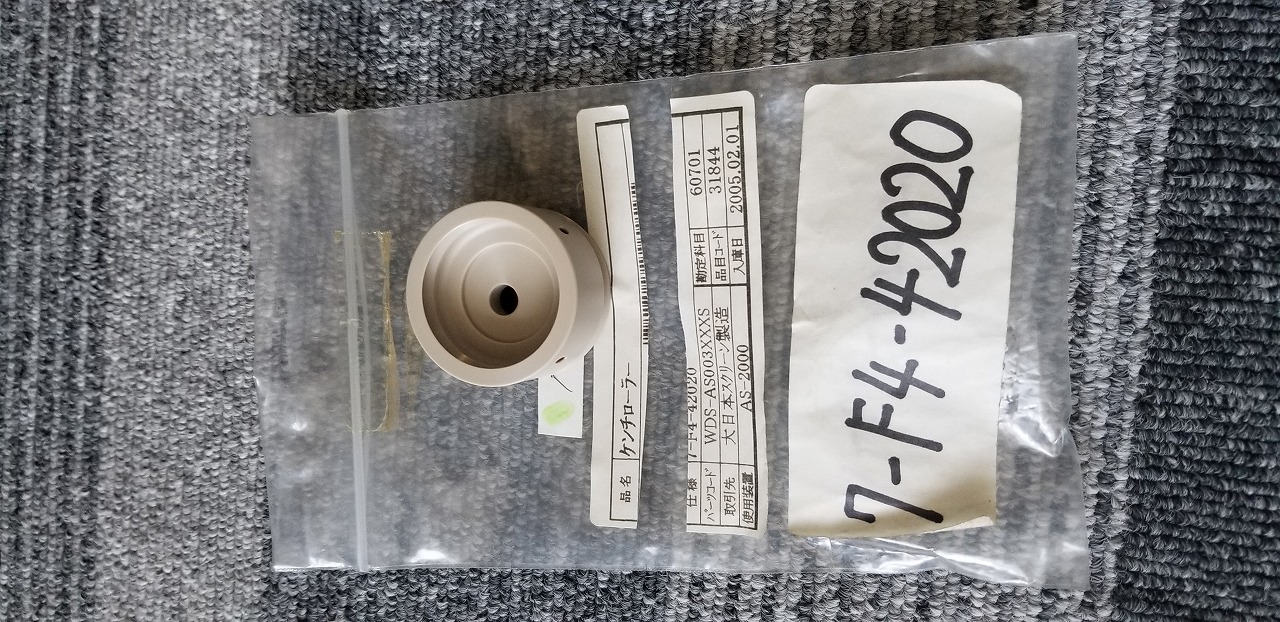 品名 ケンチローラー
仕様 7-F4-42020 勘定科目 60701
パーツコード WDS-AS003XXXS 品目コード 31844
取引先 大日本スクリーン製造 入庫日 2005.02.01
使用装置 AS-2000
7-F4-42020